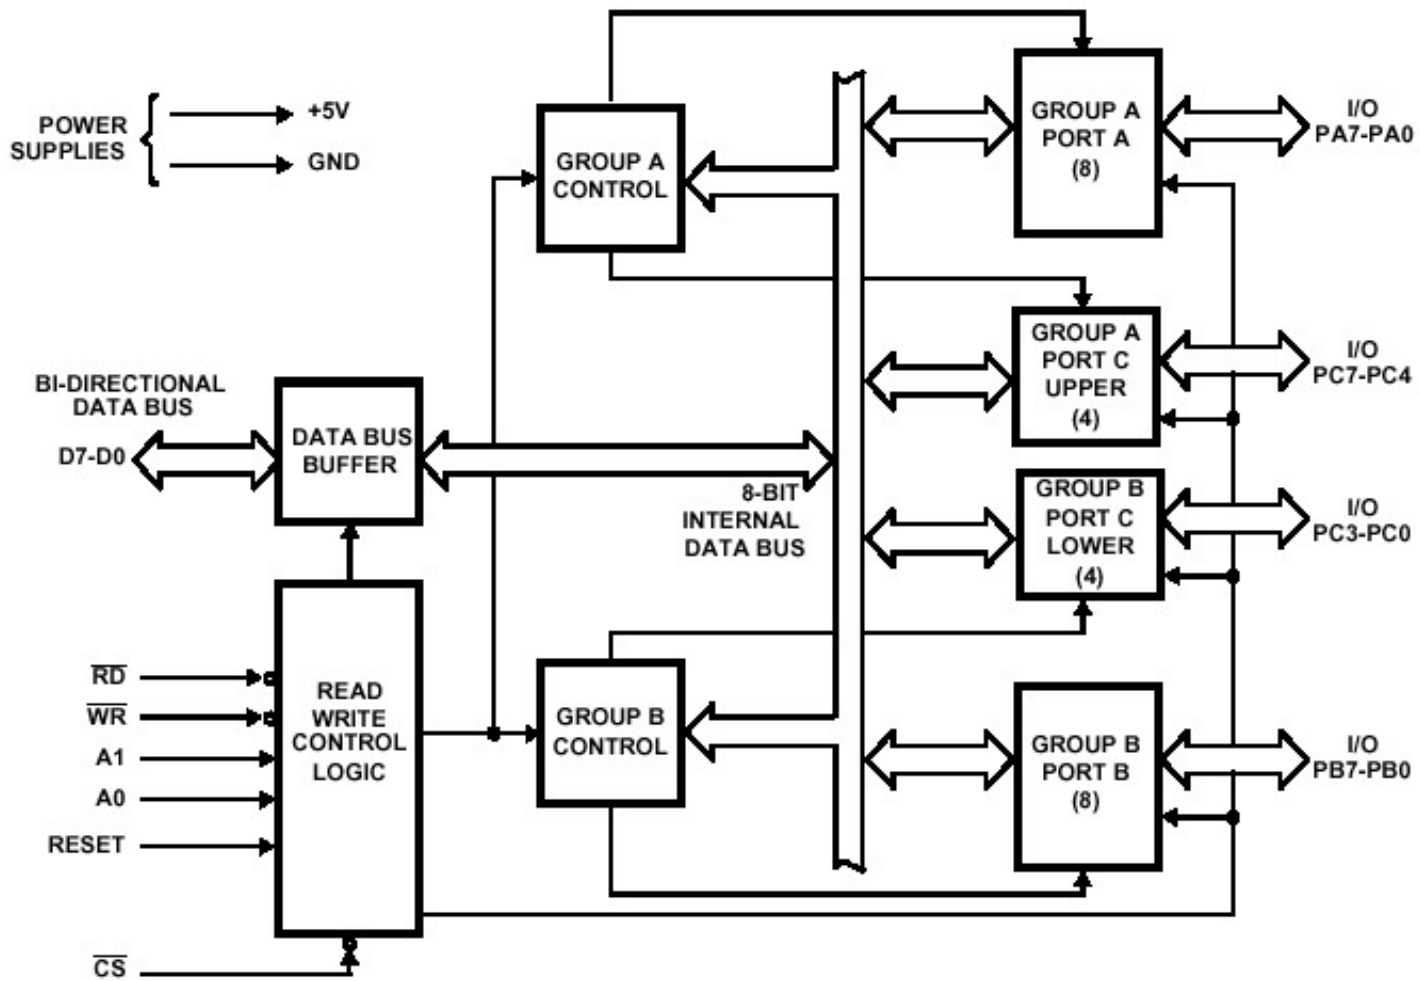 POWER
SUPPLIES
+5V
GND
GROUP A
CONTROL
GROUP A
PORT A
(8)
I/O
PA7-PA0
GROUP A
PORT C
UPPER
(4)
I/O
PC7-PC4
BI-DIRECTIONAL
DATA BUS
D7-D0
DATA BUS
BUFFER
8-BIT
INTERNAL
DATA BUS
GROUP B
PORT C
LOWER
(4)
I/O
PC3-PC0
RD
WR
A1
A0
RESET
CS
READ
WRITE
CONTROL
LOGIC
GROUP B
CONTROL
GROUP B
PORT B
(8)
I/O
PB7-PB0